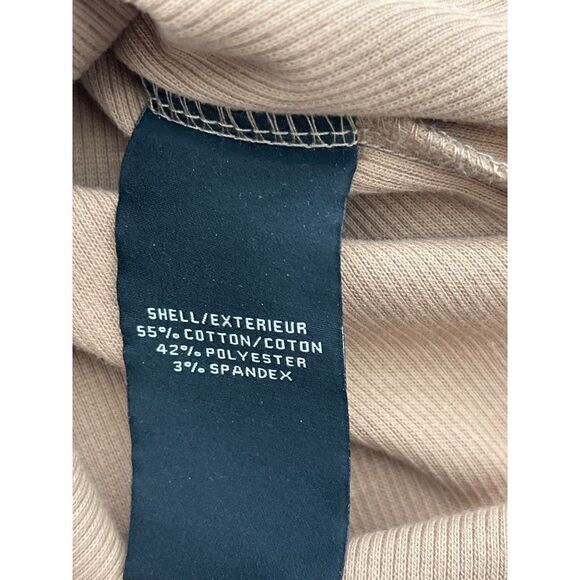 SHELL/EXTERIEUR
55% COTTON/COTON
42% POLYESTER
3% SPANDEX